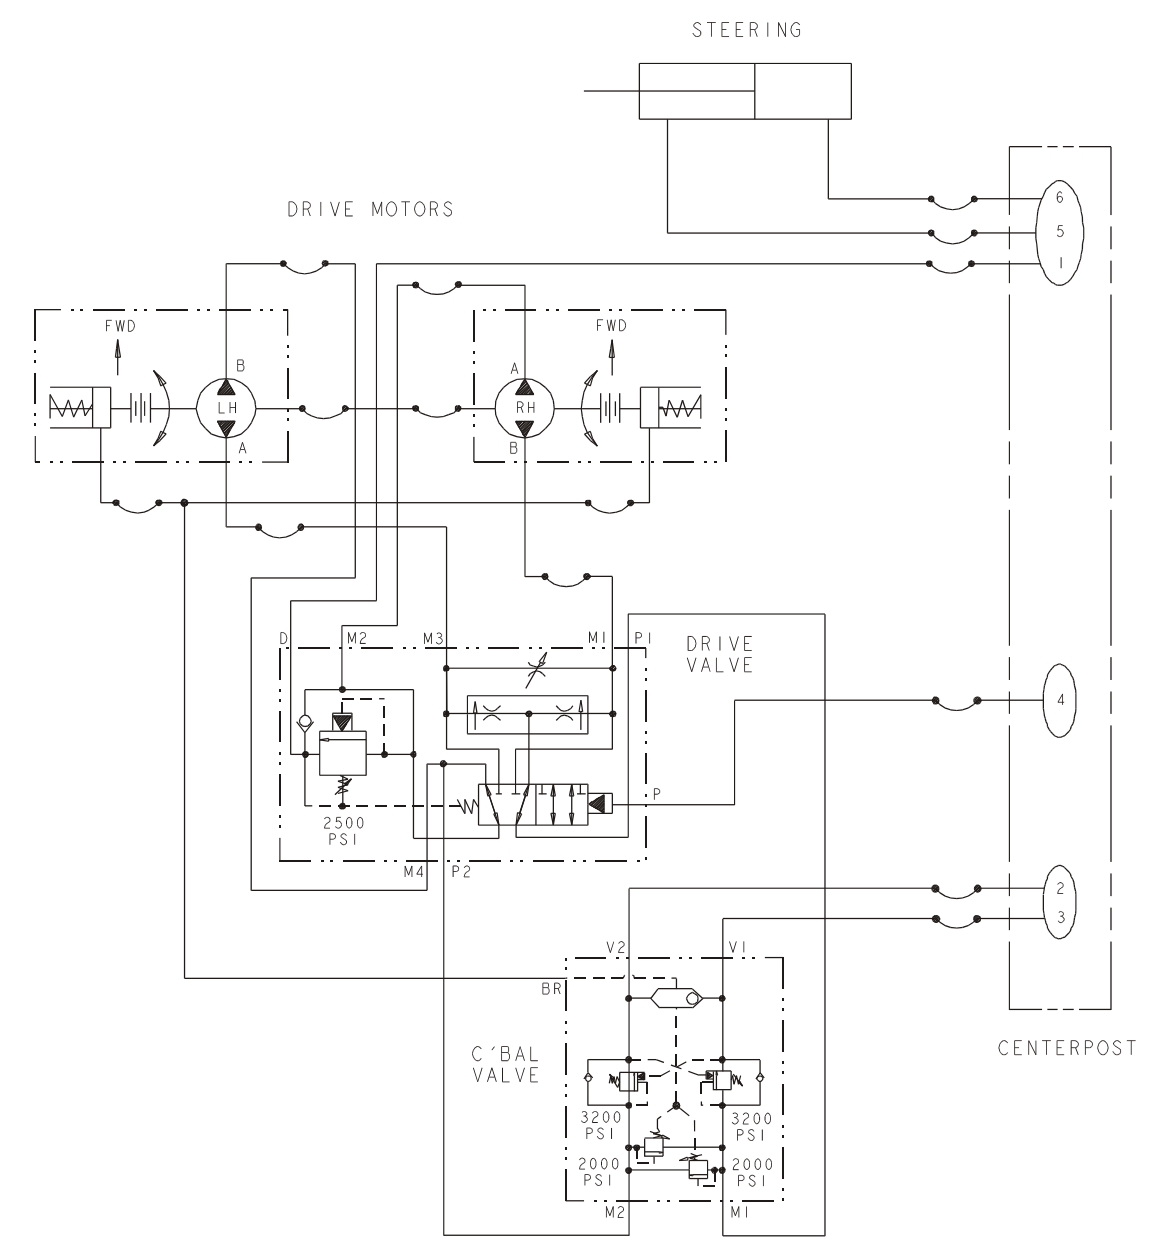 STEERING
6
5
1
DRIVE MOTORS
FWD
B
LH
A
FWD
A
RH
B
D
M2
M3
M1
P1
DRIVE
VALVE
4
P
2500
PSI
M4
P2
2
3
V2
V1
BR
C'BAL
VALVE
CENTERPOST
3200
PSI
3200
PSI
2000
PSI
2000
PSI
M2
M1